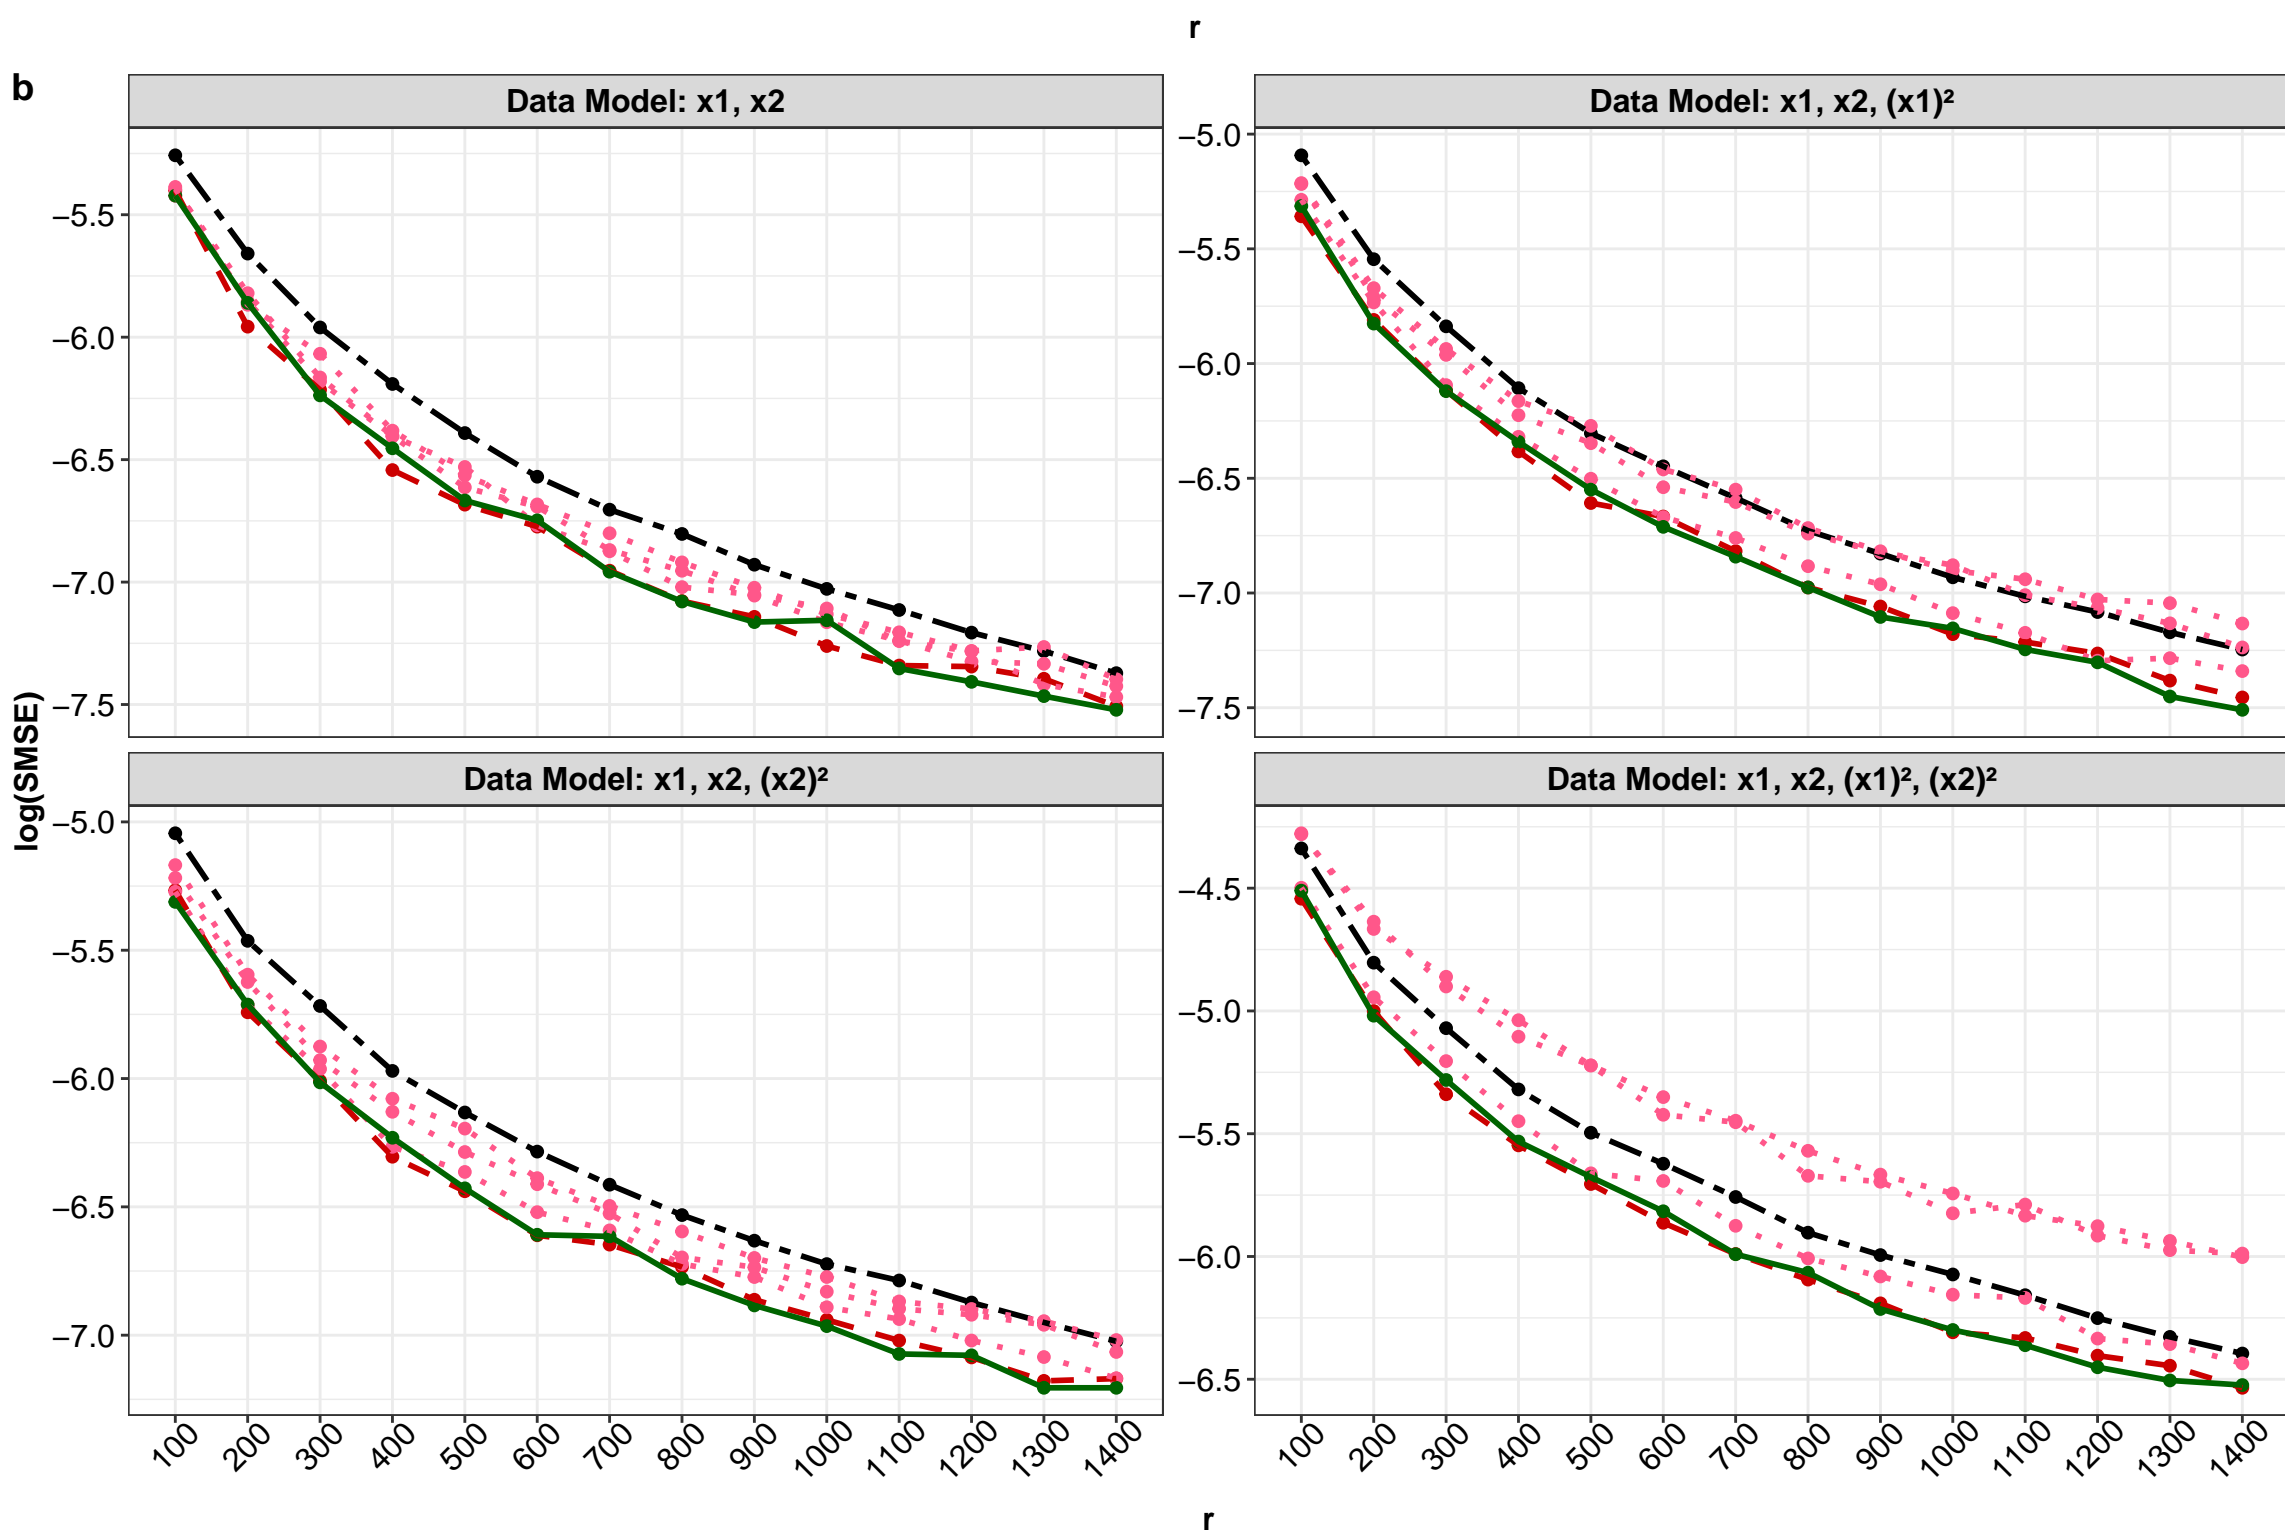 r
b
Data Model: x1, x2
Data Model: x1, x2, (x1)²
−5.5
−6.0
−6.5
−7.0
−7.5
−5.0
−5.5
−6.0
−6.5
−7.0
−7.5
log(SMSE)
Data Model: x1, x2, (x2)²
Data Model: x1, x2, (x1)², (x2)²
−5.0
−5.5
−6.0
−6.5
−7.0
−4.5
−5.0
−5.5
−6.0
−6.5
100 200 300 400 500 600 700 800 900 1000 1100 1200 1300 1400
100 200 300 400 500 600 700 800 900 1000 1100 1200 1300 1400
r